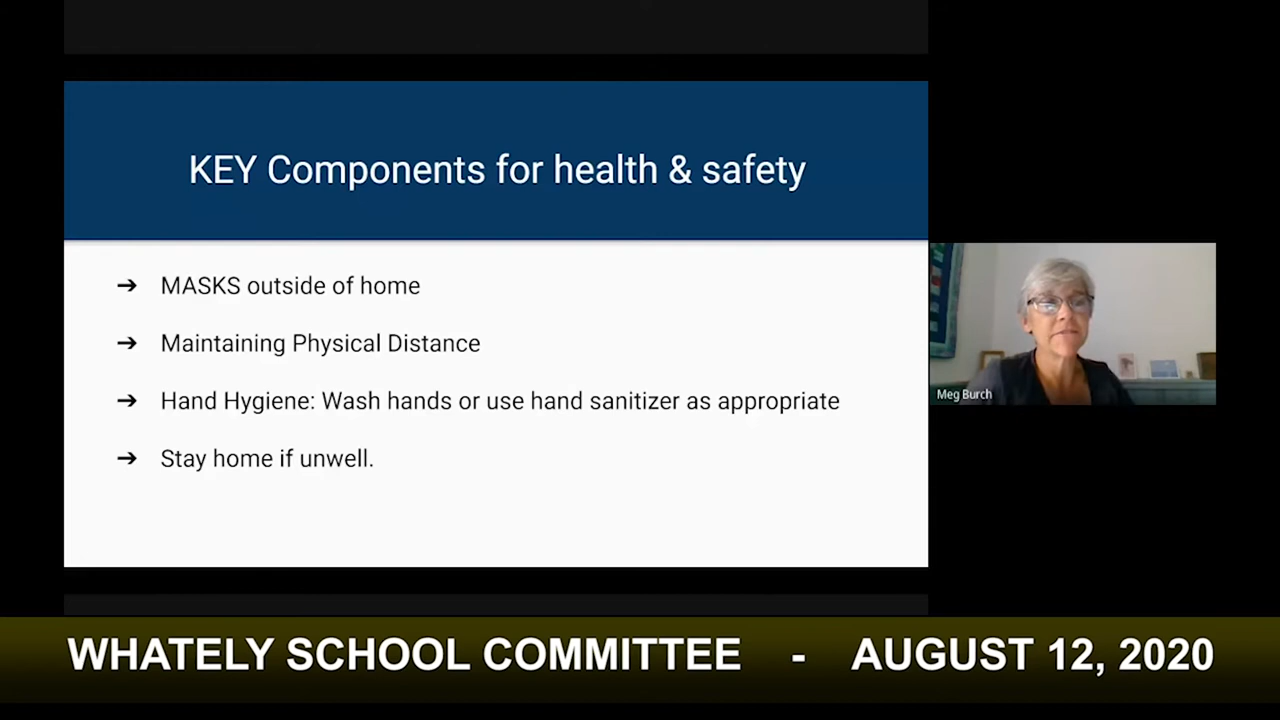 KEY Components for health & safety
➔ MASKS outside of home
➔ Maintaining Physical Distance
➔ Hand Hygiene: Wash hands or use hand sanitizer as appropriate
➔ Stay home if unwell.
Meg Burch
WHATELY SCHOOL COMMITTEE - AUGUST 12, 2020